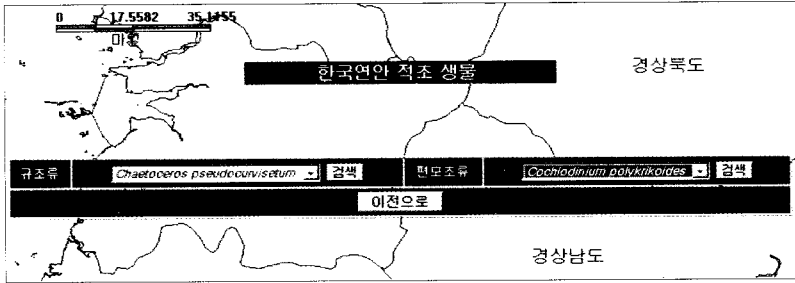 0 17.5582 35.1155
마일
한국연안 적조 생물
경상북도
규조류 Chaetoceros pseudocurvisetum 검색 편모조류 Cochlodinium polykrikoides 검색
이전으로
경상남도